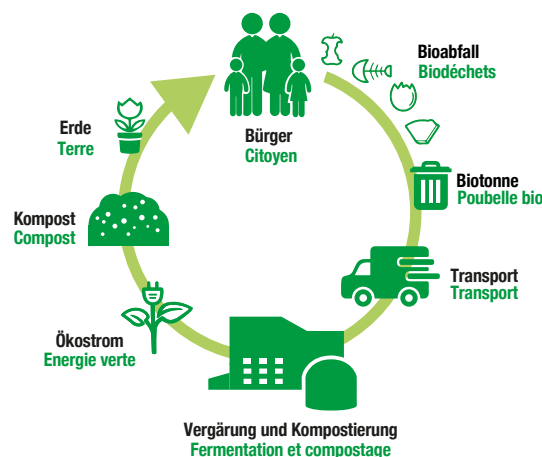 Bioabfall
Biodéchets
Bürger
Citoyen
Erde
Terre
Biotonne
Poubelle bio
Kompost
Compost
Transport
Transport
Ökostrom
Energie verte
Vergärung und Kompostierung
Fermentation et compostage